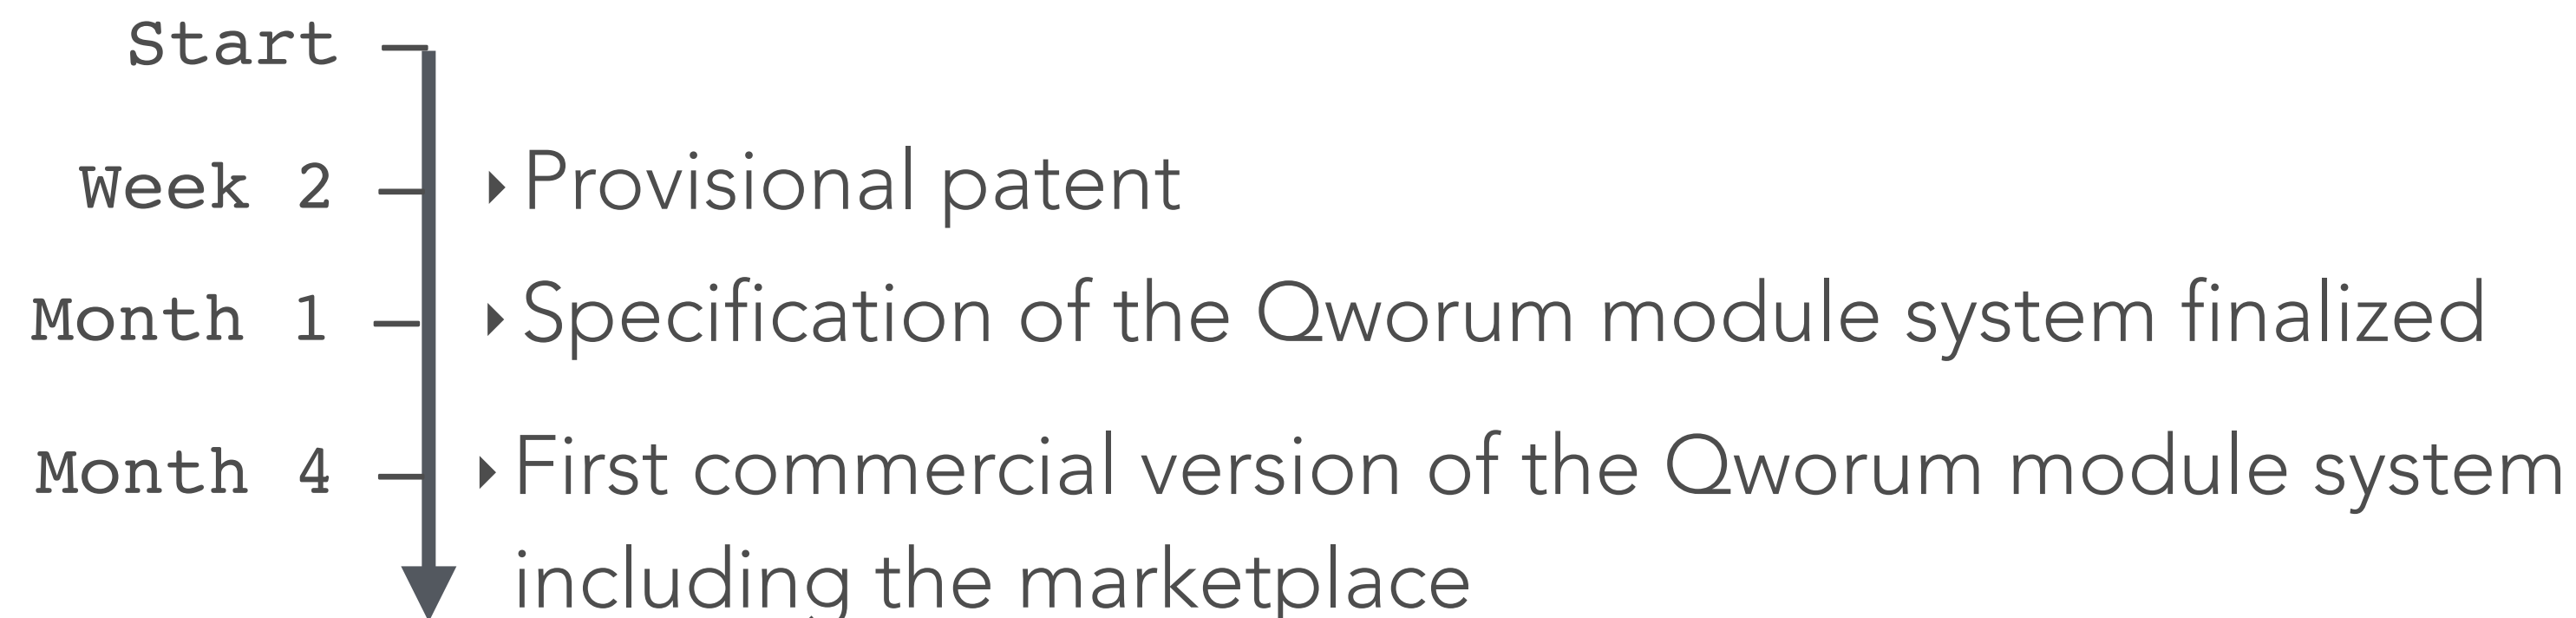 Start
Week 2 ▸ Provisional patent
Month 1 ▸ Specification of the Qworum module system finalized
Month 4 ▸ First commercial version of the Qworum module system
including the marketplace